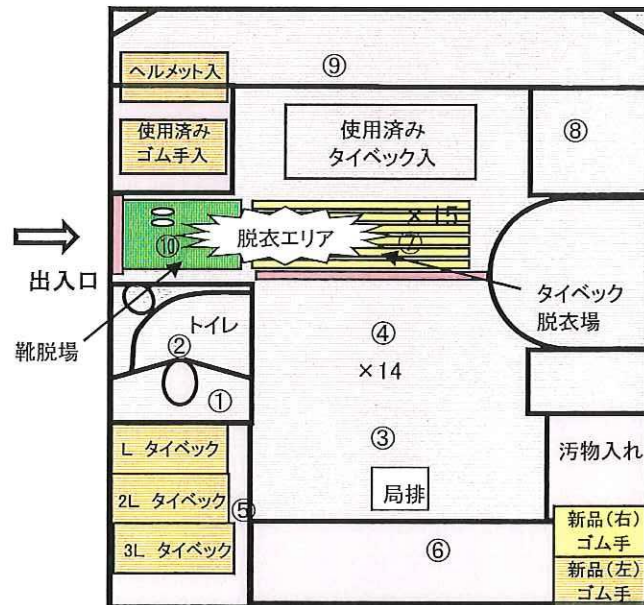 ⑨
ヘルメット入
使用済み
ゴム手入
使用済み
タイベック入
⑧
×15
脱衣エリア
⑩
⑦
出入口
靴脱場
タイベック
脱衣場
トイレ
②
①
④
×14
③
局排
L タイベック
2L タイベック
3L タイベック
⑤
⑥
汚物入れ
新品(右)
ゴム手
新品(左)
ゴム手